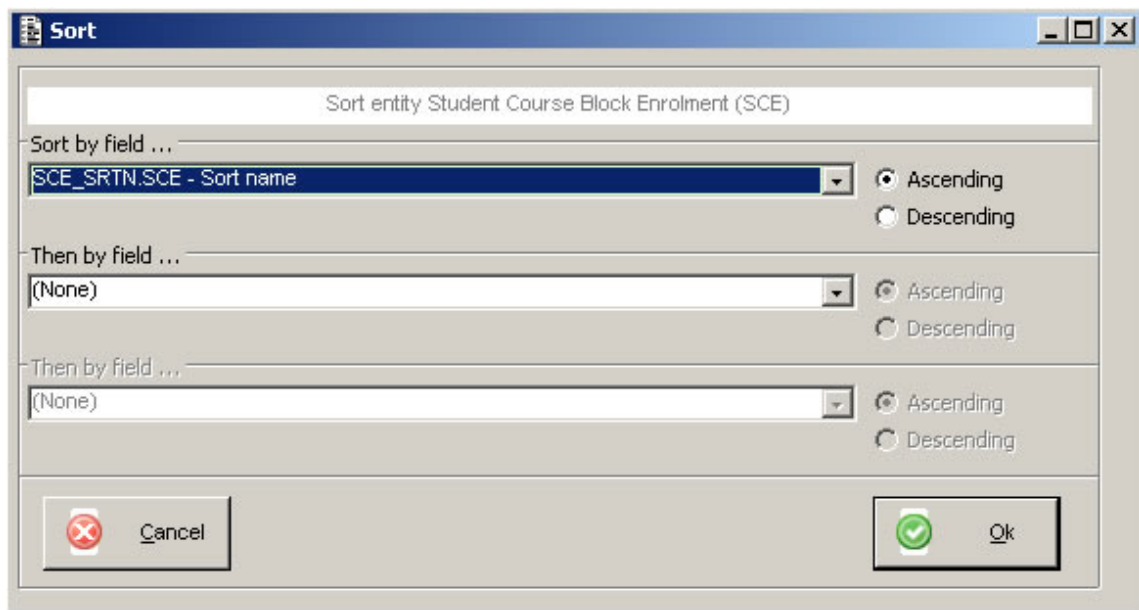 Sort
Sort entity Student Course Block Enrolment (SCE)
Sort by field ...
SCE_SRTN.SCE - Sort name
Ascending
Descending
Then by field ...
(None)
Ascending
Descending
Then by field ...
(None)
Ascending
Descending
Cancel
Ok